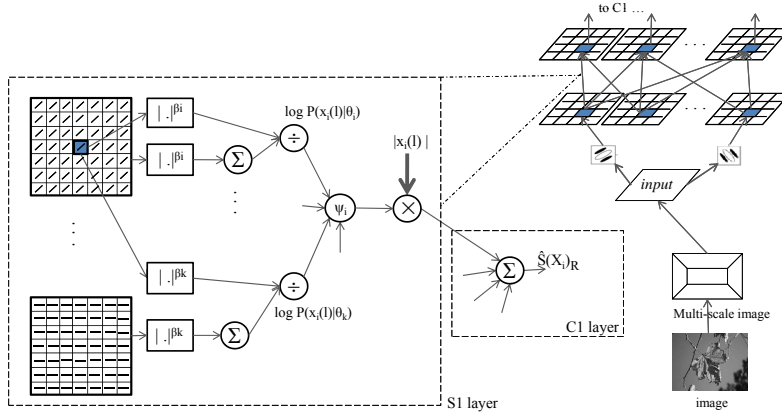 to C1 ...
| .|βi
log P(xi(l)|θi)
÷
|xi(l) |
| .|βi
Σ
input
ψi
×
| .|βk
÷
Σ
Ŝ(Xi)R
log P(xi(l)|θk)
| .|βk
Σ
C1 layer
Multi-scale image
S1 layer
image